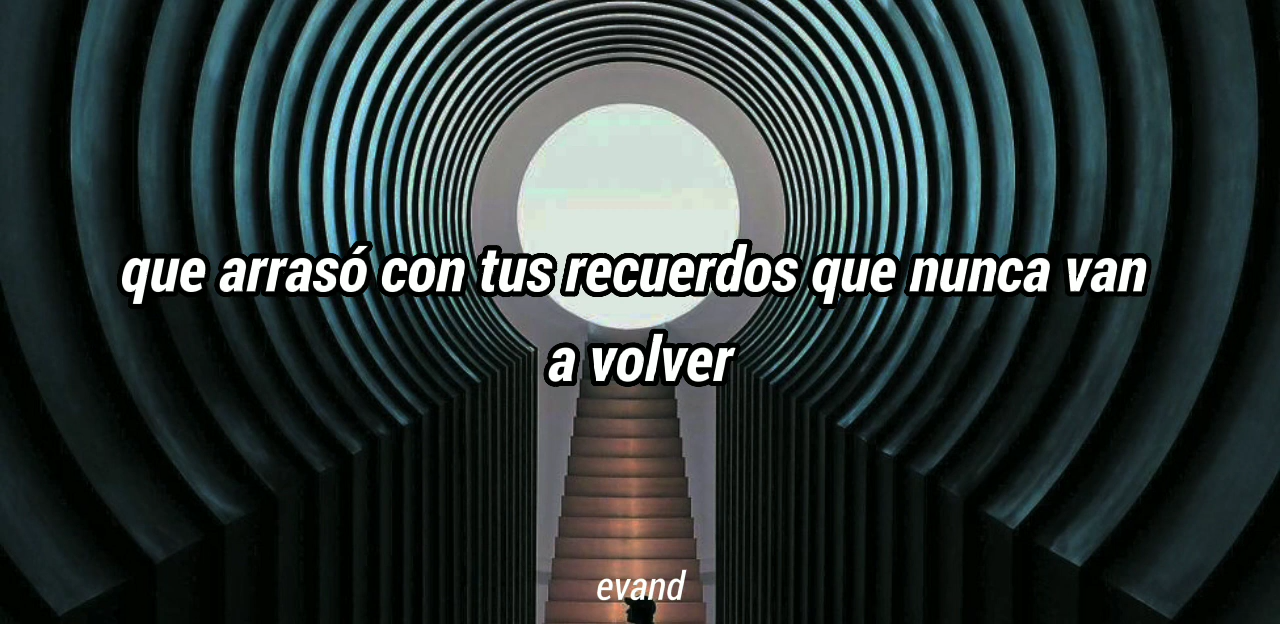 que arrasó con tus recuerdos que nunca van
a volver
evand